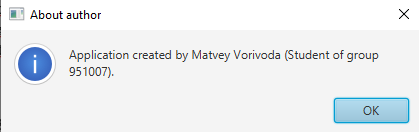 About author
Application created by Matvey Vorivoda (Student of group
951007).
OK